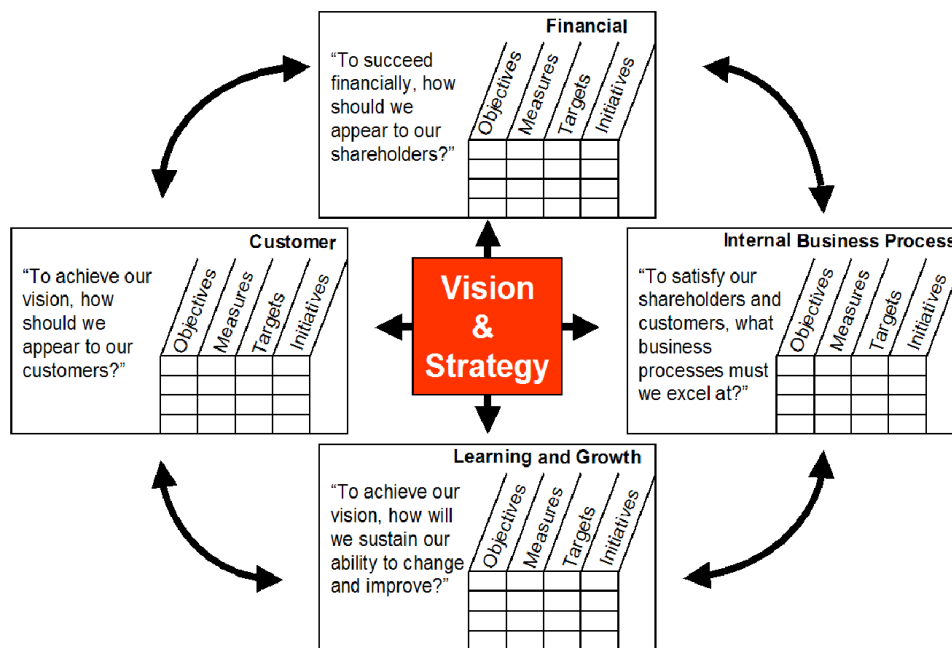 Financial
“To succeed
financially, how
should we
appear to our
shareholders?”
Objectives
Measures
Targets
Initiatives
Customer
“To achieve our
vision, how
should we
appear to our
customers?”
Objectives
Measures
Targets
Initiatives
Vision
&
Strategy
Internal Business Process
“To satisfy our
shareholders and
customers, what
business
processes must
we excel at?”
Objectives
Measures
Targets
Initiatives
Learning and Growth
“To achieve our
vision, how will
we sustain our
ability to change
and improve?”
Objectives
Measures
Targets
Initiatives